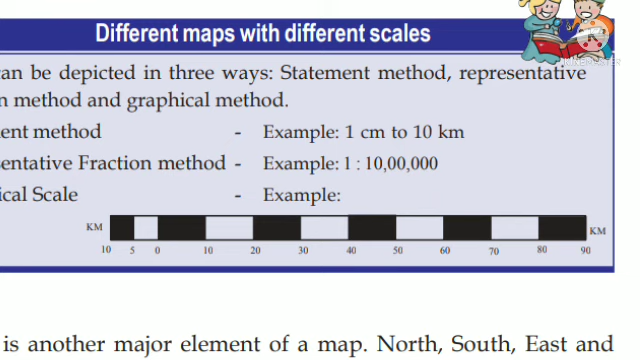 Different maps with different scales
can be depicted in three ways: Statement method, representative
n method and graphical method.
ent method - Example: 1 cm to 10 km
entative Fraction method - Example: 1 : 10,00,000
ical Scale - Example:
KM KM
10 5 0 10 20 30 40 50 60 70 80 90
is another major element of a map. North, South, East and